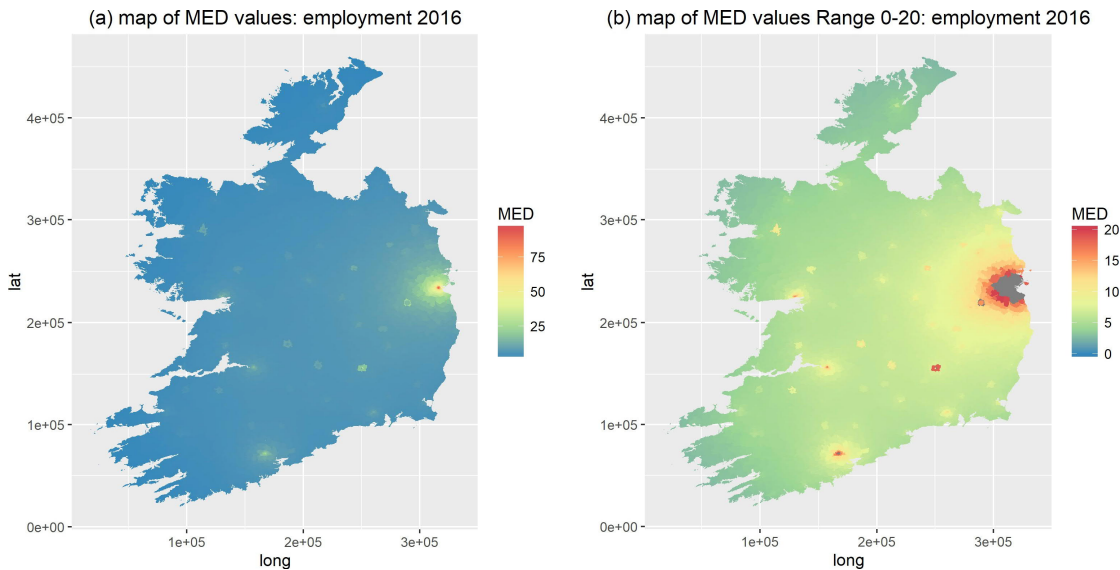 (a) map of MED values: employment 2016
4e+05
3e+05
2e+05
1e+05
0e+00
lat
1e+05
2e+05
3e+05
long
MED
75
50
25
(b) map of MED values Range 0-20: employment 2016
4e+05
3e+05
2e+05
1e+05
0e+00
lat
1e+05
2e+05
3e+05
long
MED
20
15
10
5
0